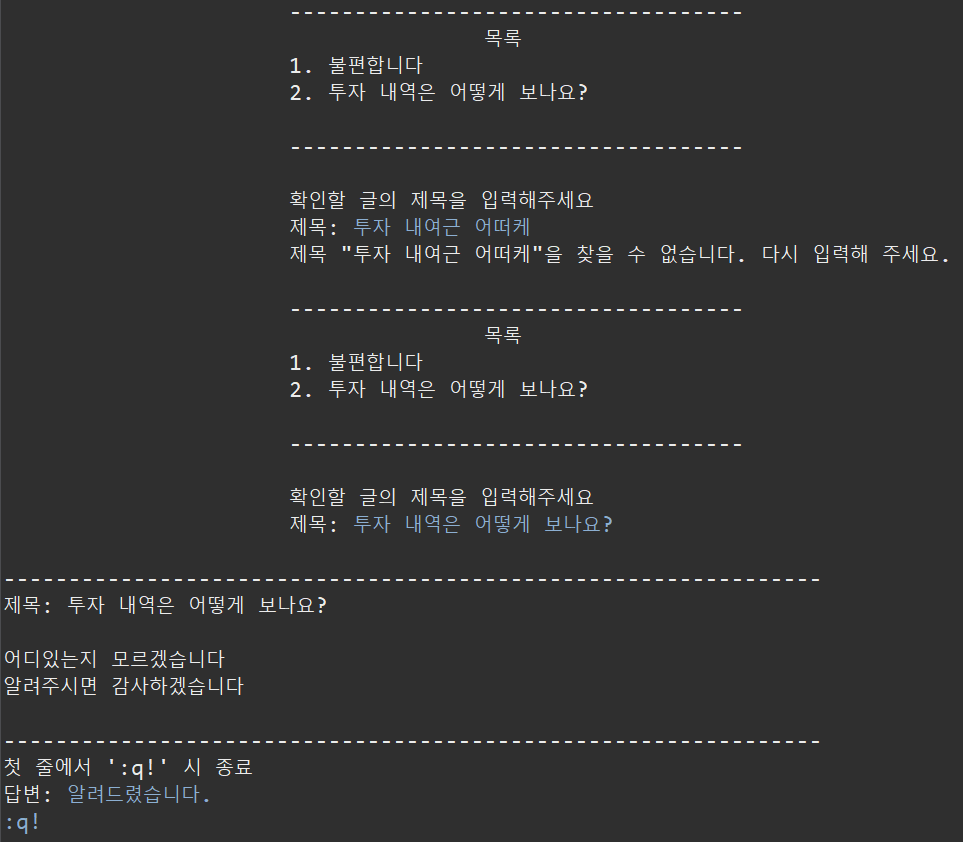 -----------------------------------
목록
1. 불편합니다
2. 투자 내역은 어떻게 보나요?
-----------------------------------
확인할 글의 제목을 입력해주세요
제목: 투자 내여근 어떠케
제목 "투자 내여근 어떠케"을 찾을 수 없습니다. 다시 입력해 주세요.
-----------------------------------
목록
1. 불편합니다
2. 투자 내역은 어떻게 보나요?
-----------------------------------
확인할 글의 제목을 입력해주세요
제목: 투자 내역은 어떻게 보나요?
---------------------------------------------------------------
제목: 투자 내역은 어떻게 보나요?
어디있는지 모르겠습니다
알려주시면 감사하겠습니다
---------------------------------------------------------------
첫 줄에서 ':q!' 시 종료
답변: 알려드렸습니다.
:q!